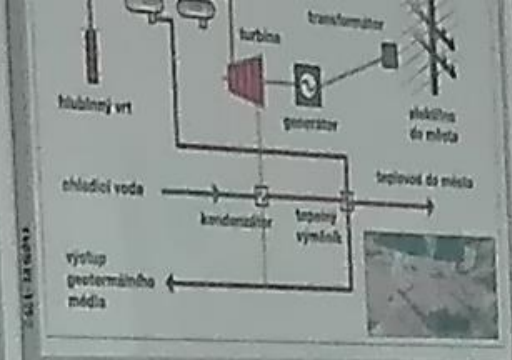 transformátor
turbína
hlubinný vrt
generátor
elektřina
do města
chladicí voda
teplovod do města
kondenzátor
tepelný
výměník
výstup
geotermálního
média